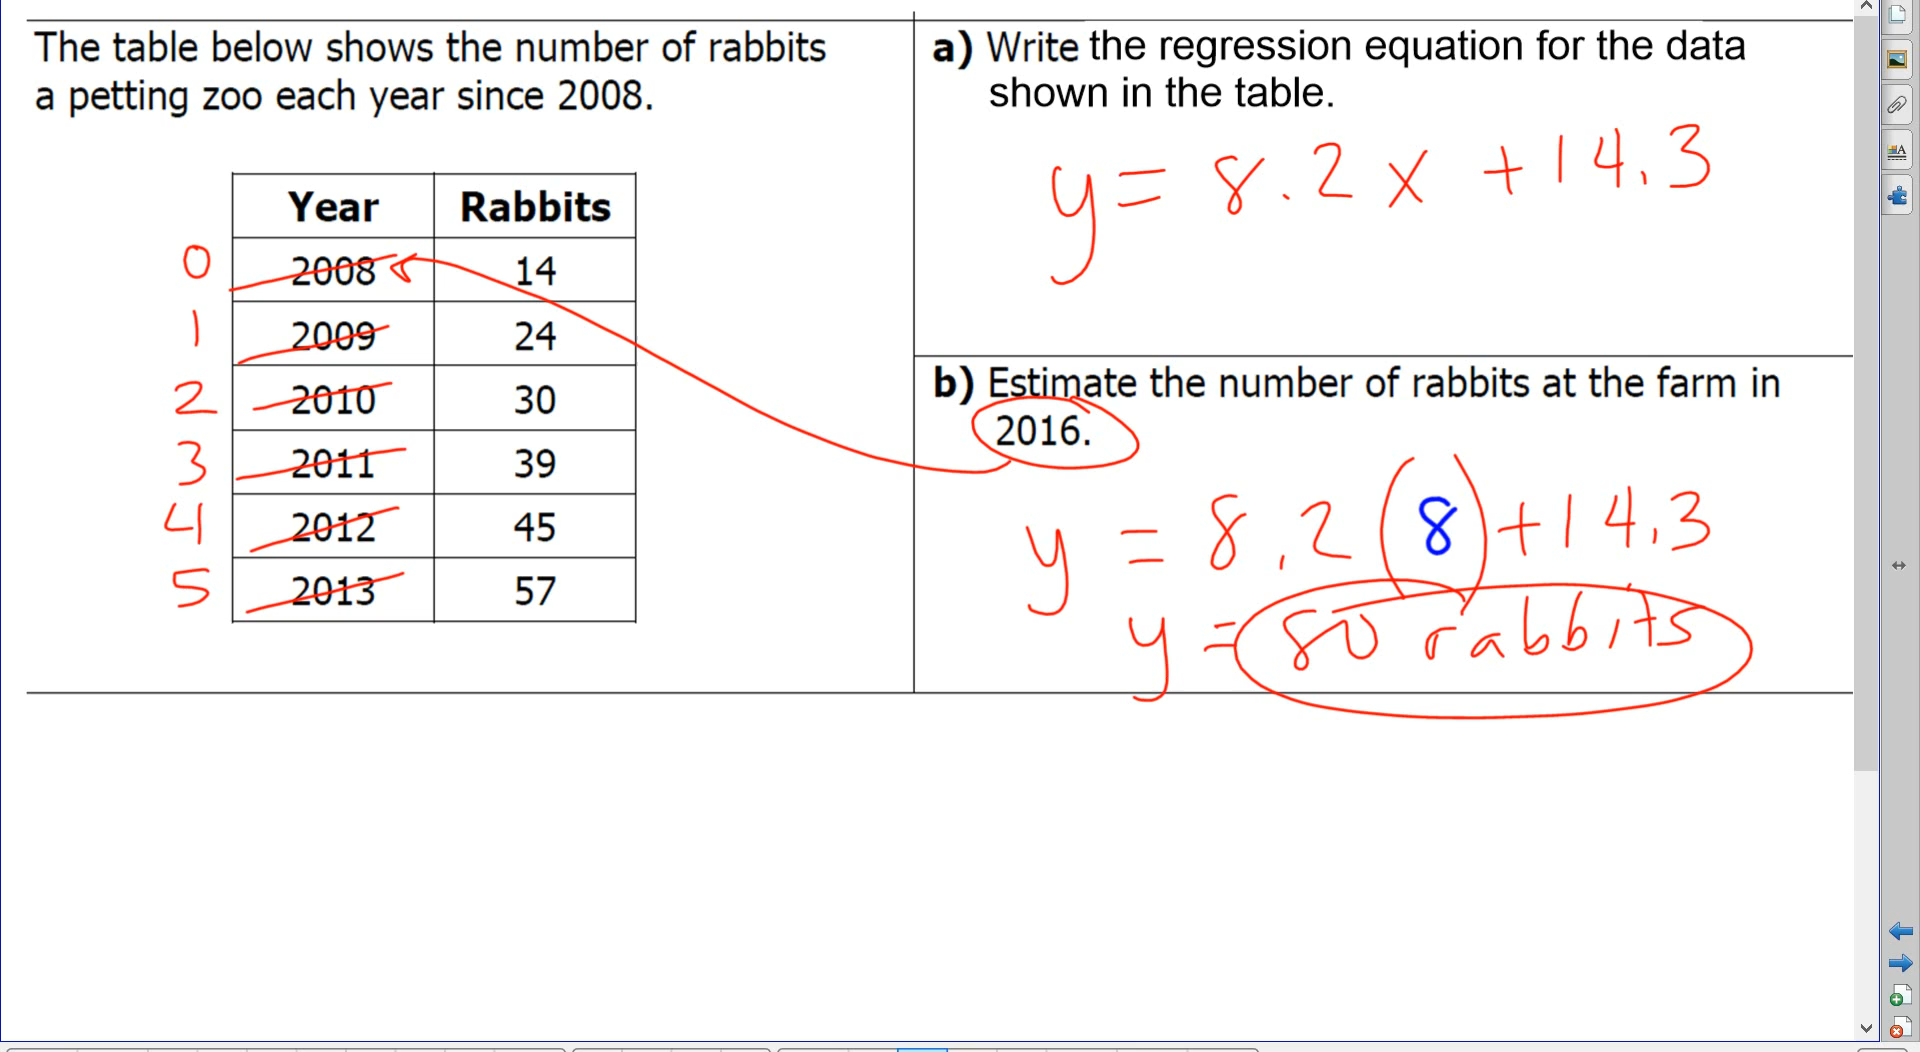 The table below shows the number of rabbits
a petting zoo each year since 2008.
Year Rabbits
0 2008 14
1 2009 24
2 2010 30
3 2011 39
4 2012 45
5 2013 57
a) Write the regression equation for the data
shown in the table.
y = 8.2x + 14.3
b) Estimate the number of rabbits at the farm in
2016.
y = 8.2(8) + 14.3
y = 80 rabbits